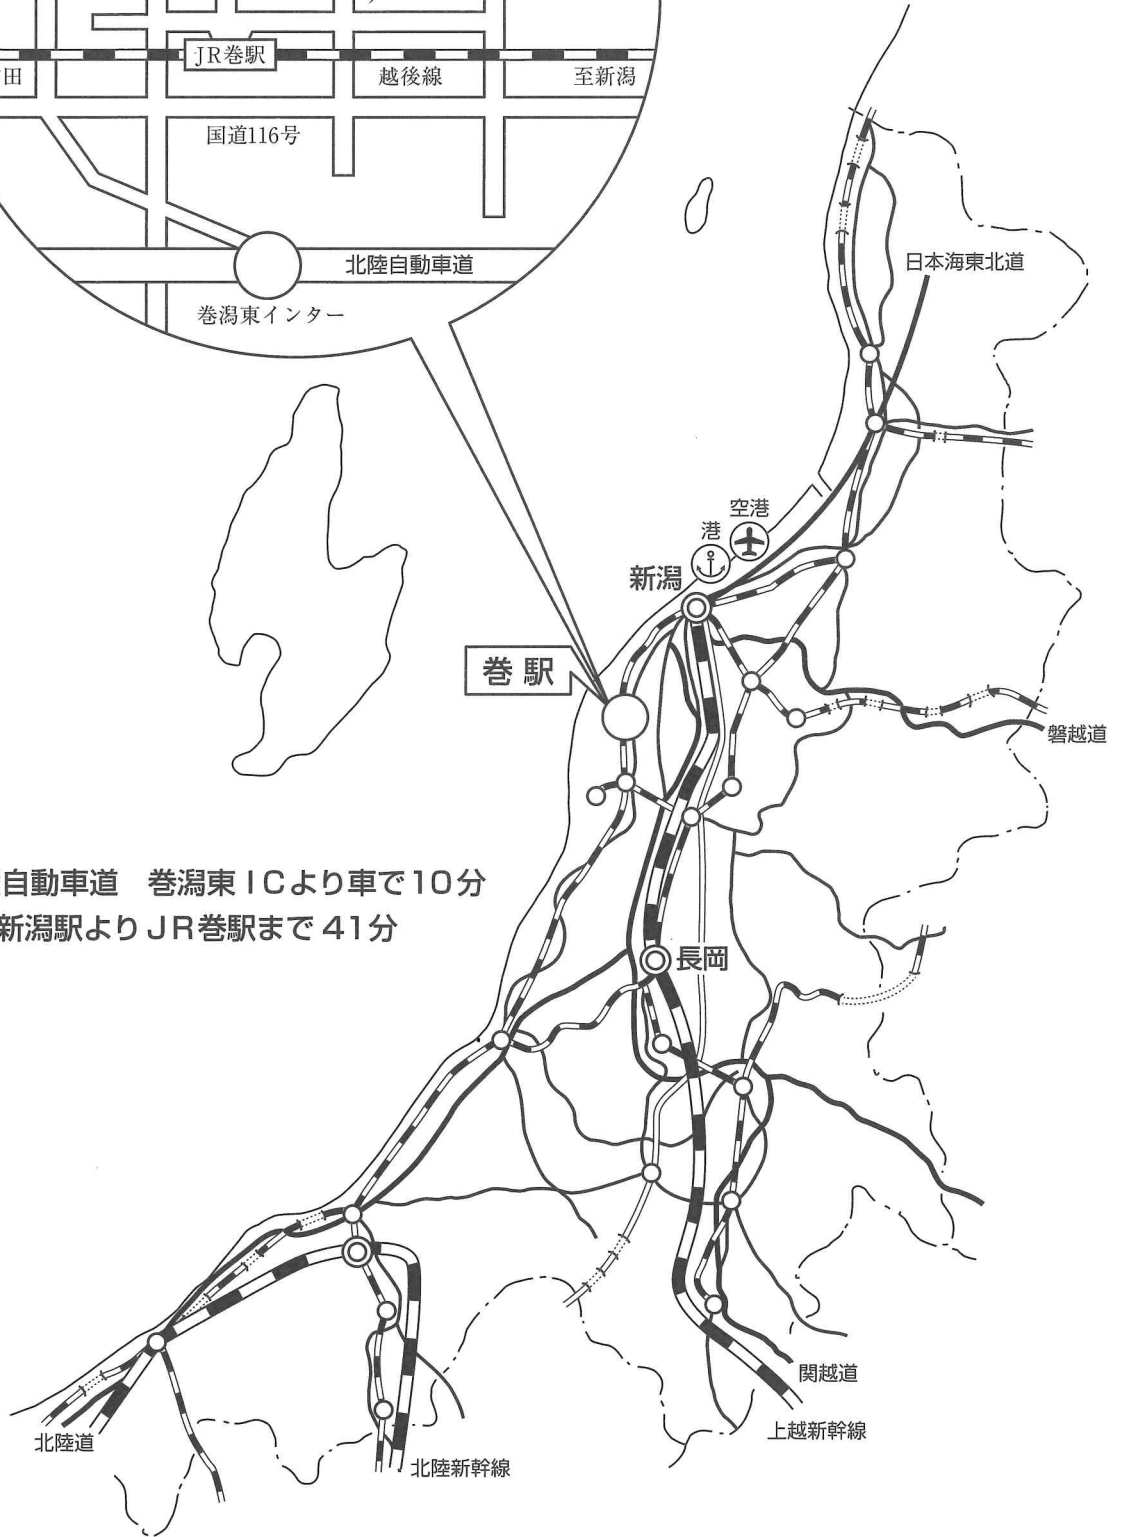 JR巻駅
田
越後線
至新潟
国道116号
北陸自動車道
巻潟東インター
日本海東北道
空港
港
新潟
巻駅
磐越道
自動車道 巻潟東ICより車で10分
新潟駅よりJR巻駅まで41分
長岡
関越道
上越新幹線
北陸道
北陸新幹線